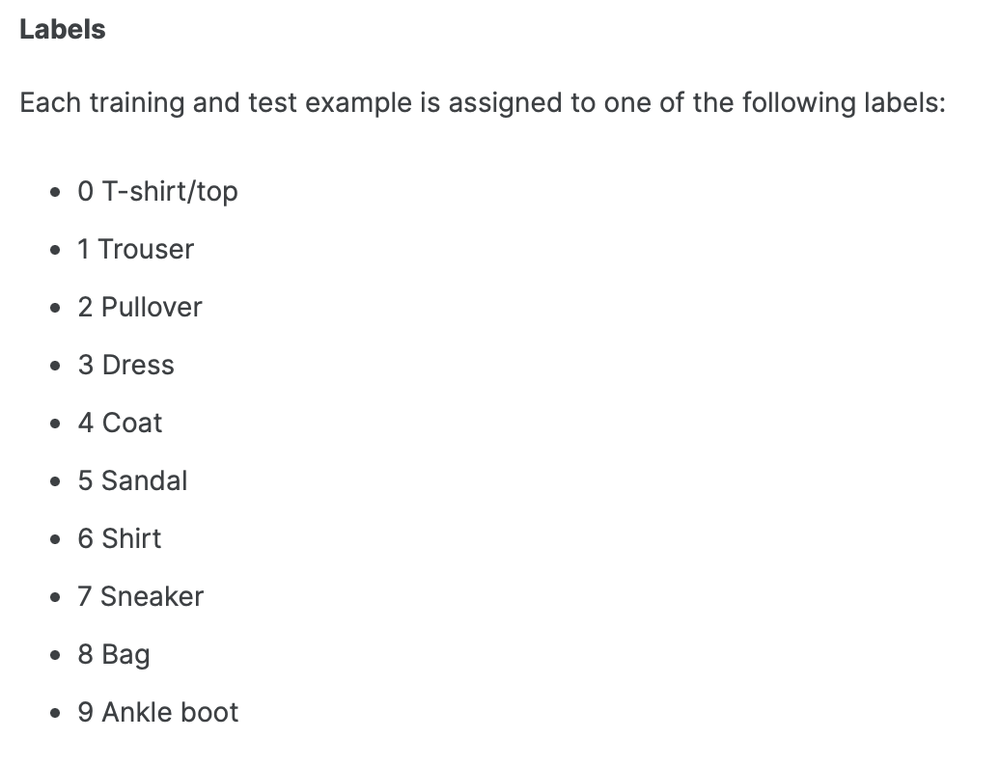 Labels
Each training and test example is assigned to one of the following labels:
• 0 T-shirt/top
• 1 Trouser
• 2 Pullover
• 3 Dress
• 4 Coat
• 5 Sandal
• 6 Shirt
• 7 Sneaker
• 8 Bag
• 9 Ankle boot